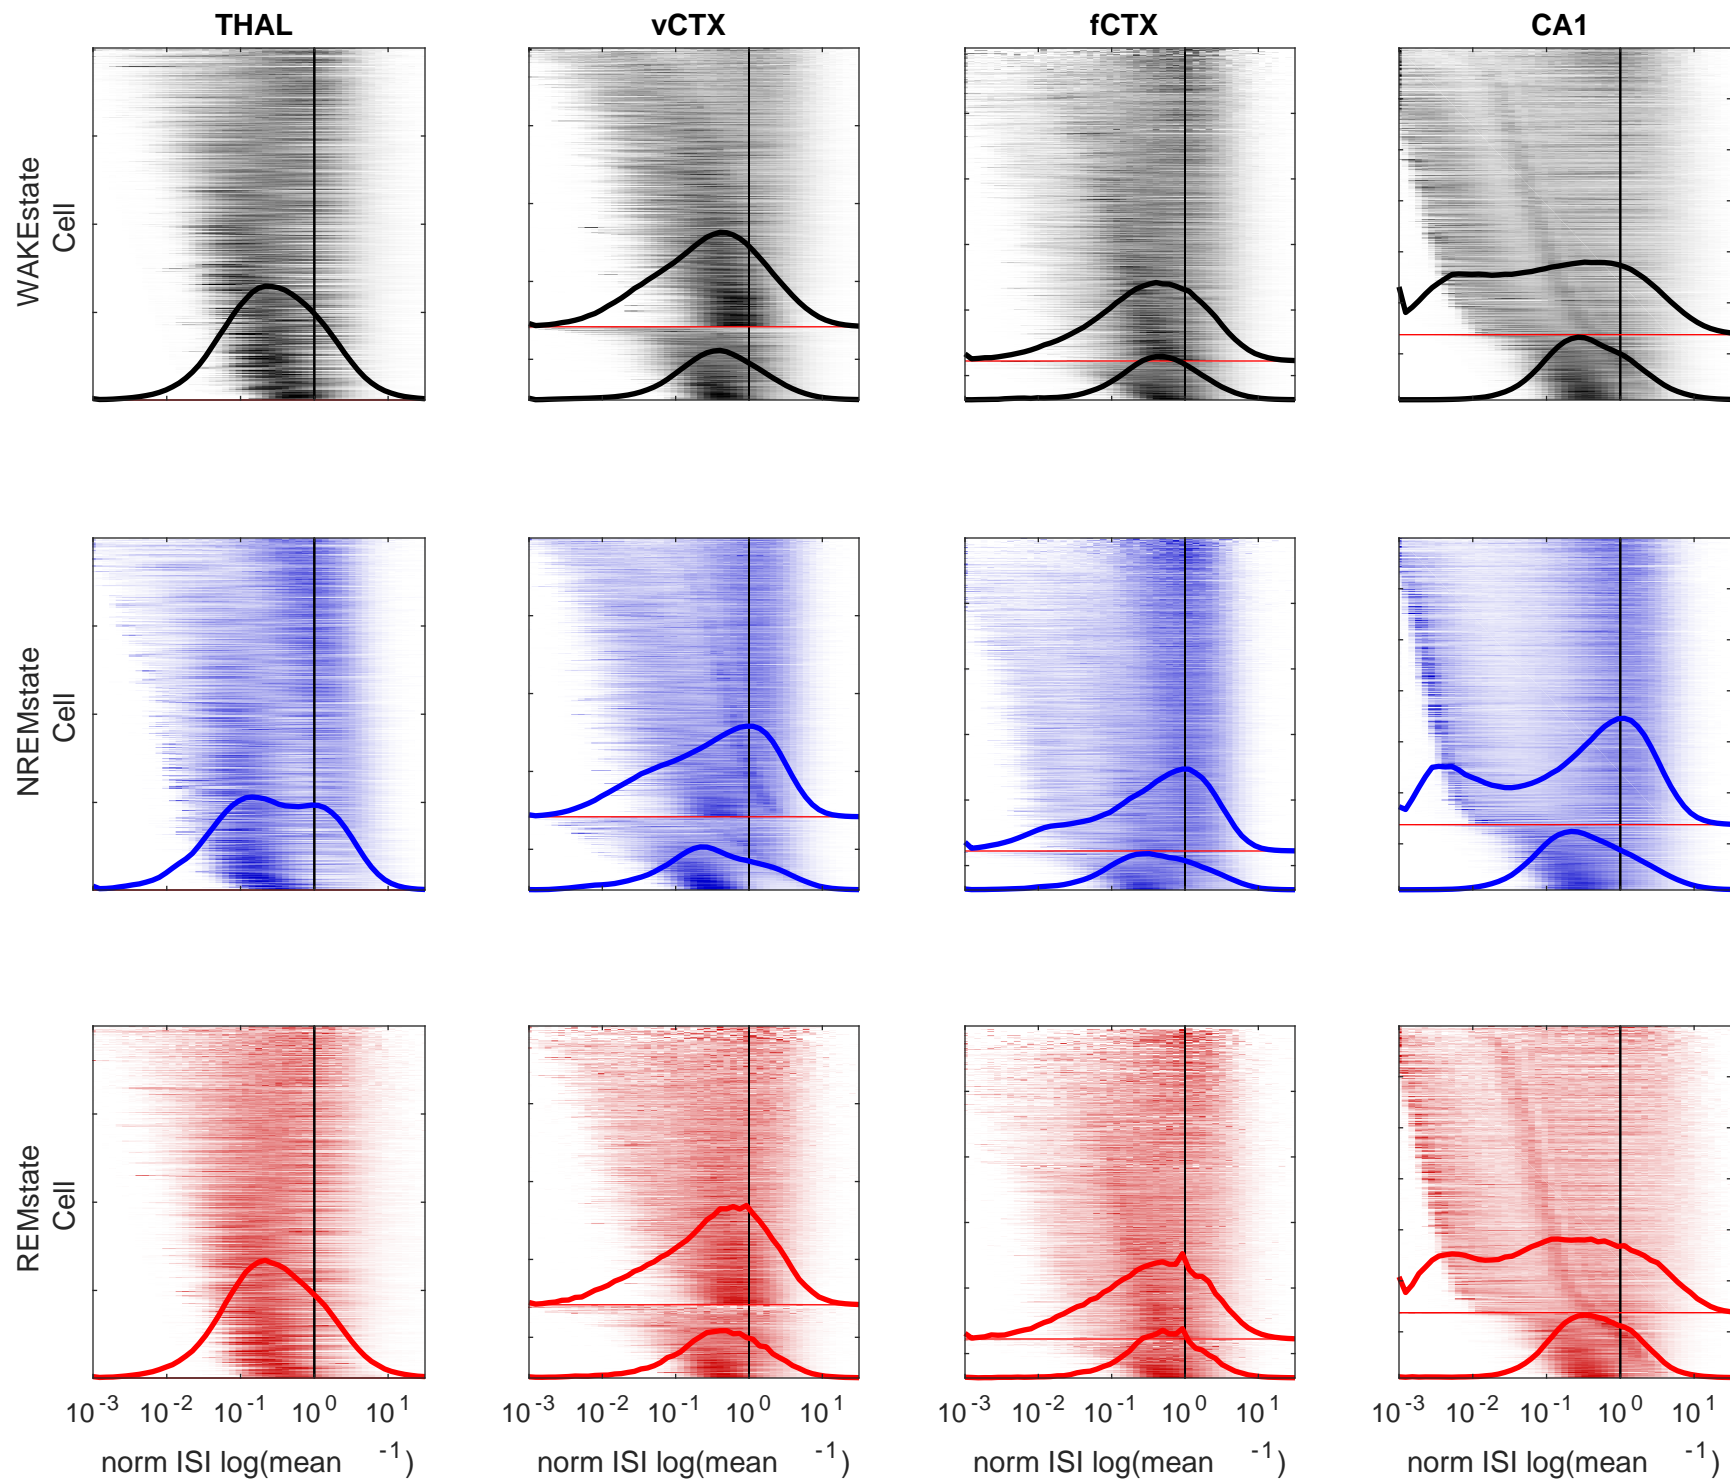 THAL vCTX fCTX CA1
WAKEstate
Cell
NREMstate
Cell
REMstate
Cell
10^-3 10^-2 10^-1 10^0 10^1 10^-3 10^-2 10^-1 10^0 10^1 10^-3 10^-2 10^-1 10^0 10^1 10^-3 10^-2 10^-1 10^0 10^1
norm ISI log(mean^-1) norm ISI log(mean^-1) norm ISI log(mean^-1) norm ISI log(mean^-1)